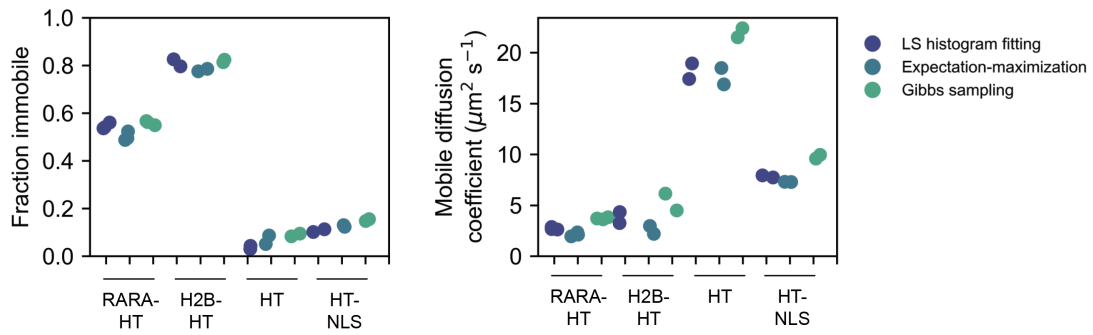 Fraction immobile
1.0
0.8
0.6
0.4
0.2
0.0
RARA-
HT
H2B-
HT
HT
HT-
NLS
Mobile diffusion
coefficient (μm² s⁻¹)
20
15
10
5
0
RARA-
HT
H2B-
HT
HT
HT-
NLS
LS histogram fitting
Expectation-maximization
Gibbs sampling